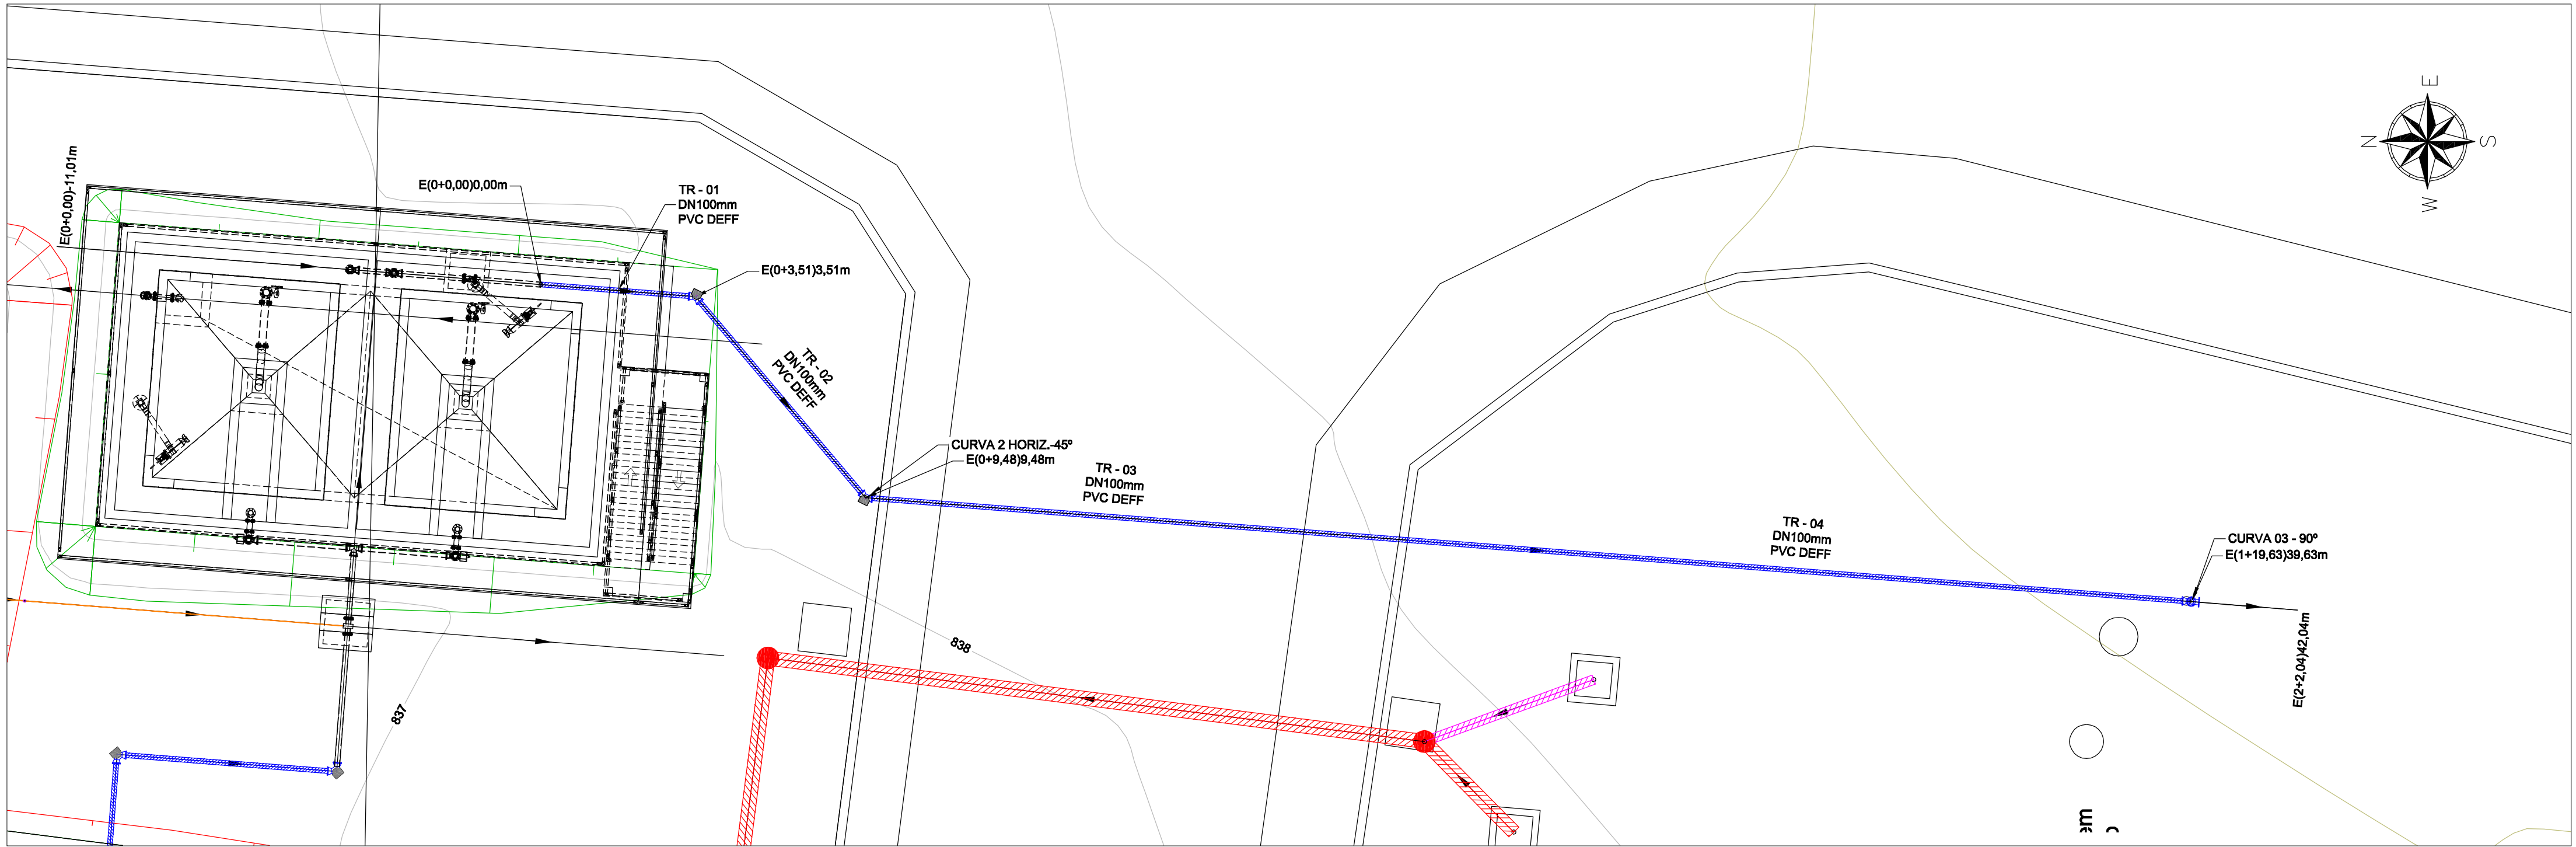 E
N
S
W
E(0+0,00)-11,01m
E(0+0,00)0,00m
TR - 01
DN100mm
PVC DEFF
E(0+3,51)3,51m
TR - 02
DN100mm
PVC DEFF
CURVA 2 HORIZ.-45º
E(0+9,48)9,48m
TR - 03
DN100mm
PVC DEFF
TR - 04
DN100mm
PVC DEFF
CURVA 03 - 90º
E(1+19,63)39,63m
E(2+2,04)42,04m
838
837